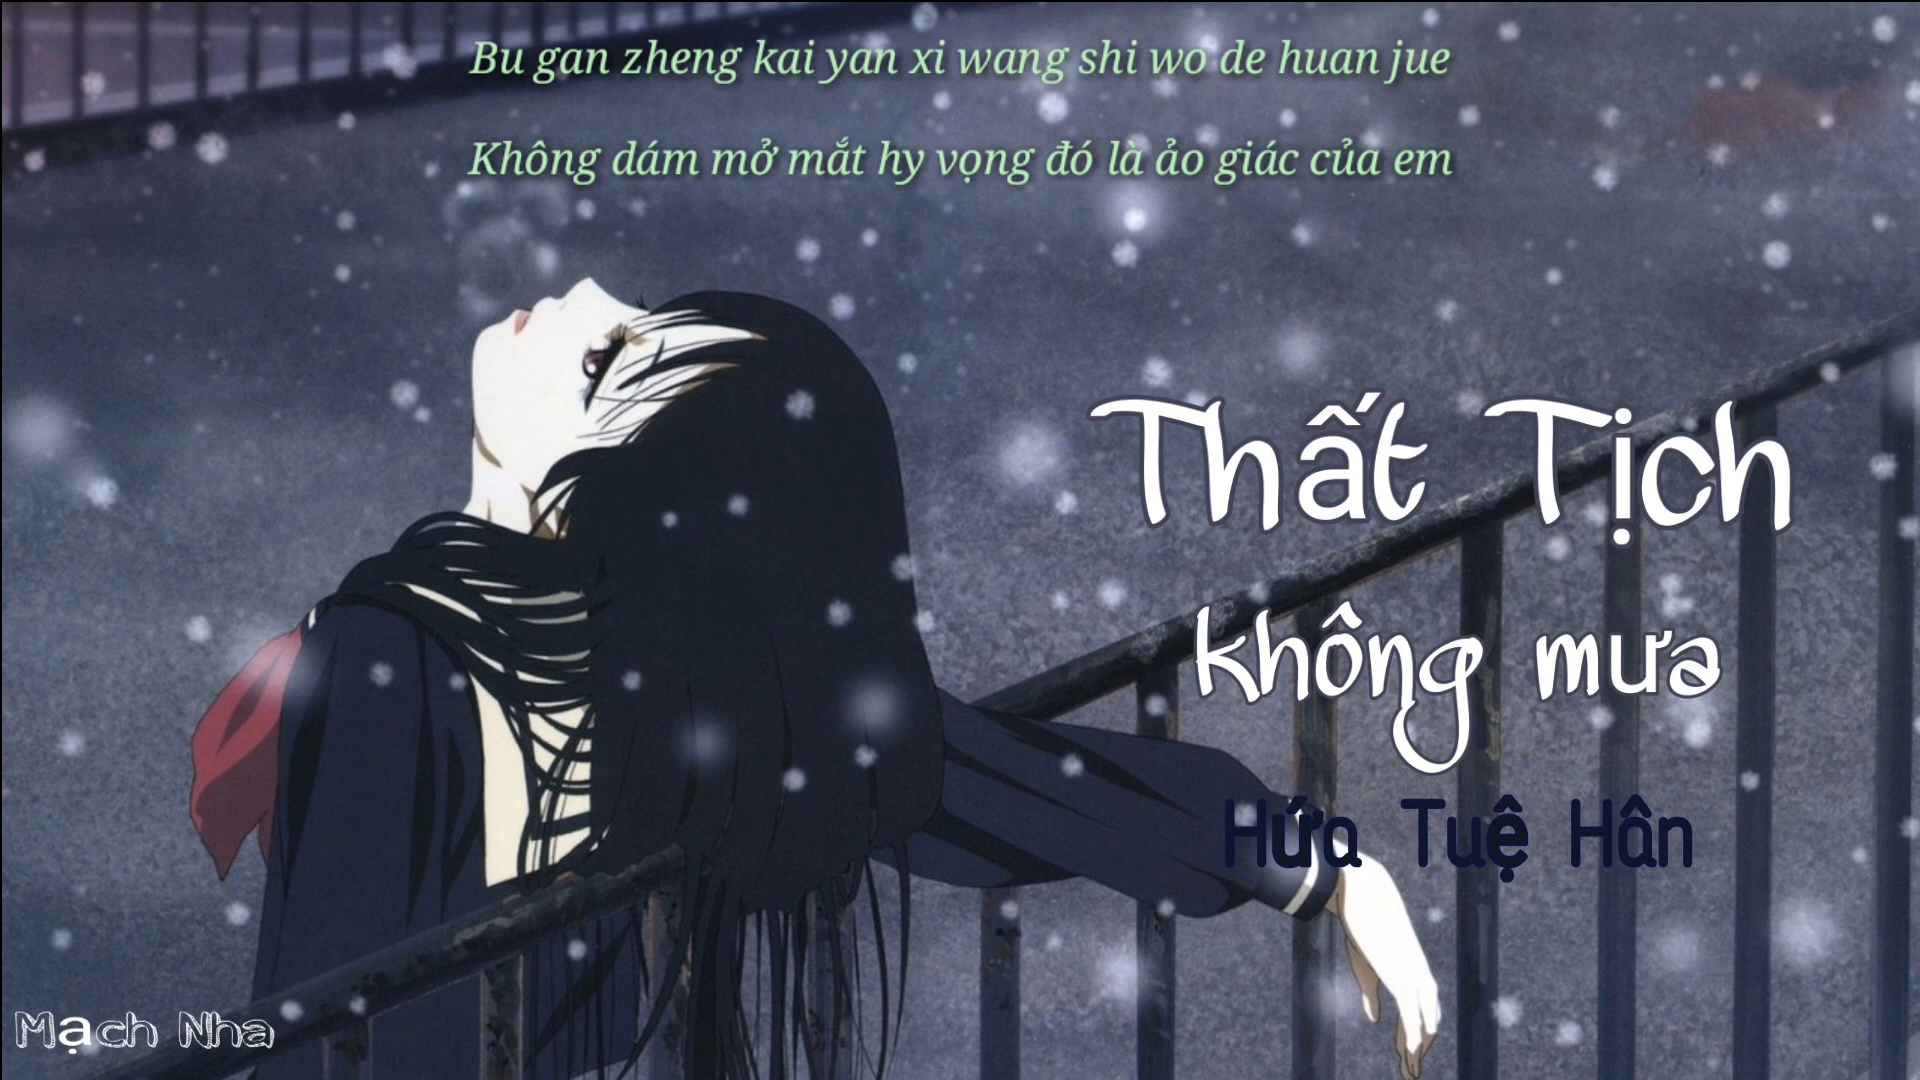 Bu gan zheng kai yan xi wang shi wo de huan jue
Không dám mở mắt hy vọng đó là ảo giác của em
Thất Tịch
không mưa
Hứa Tuệ Hân
Mạch Nha